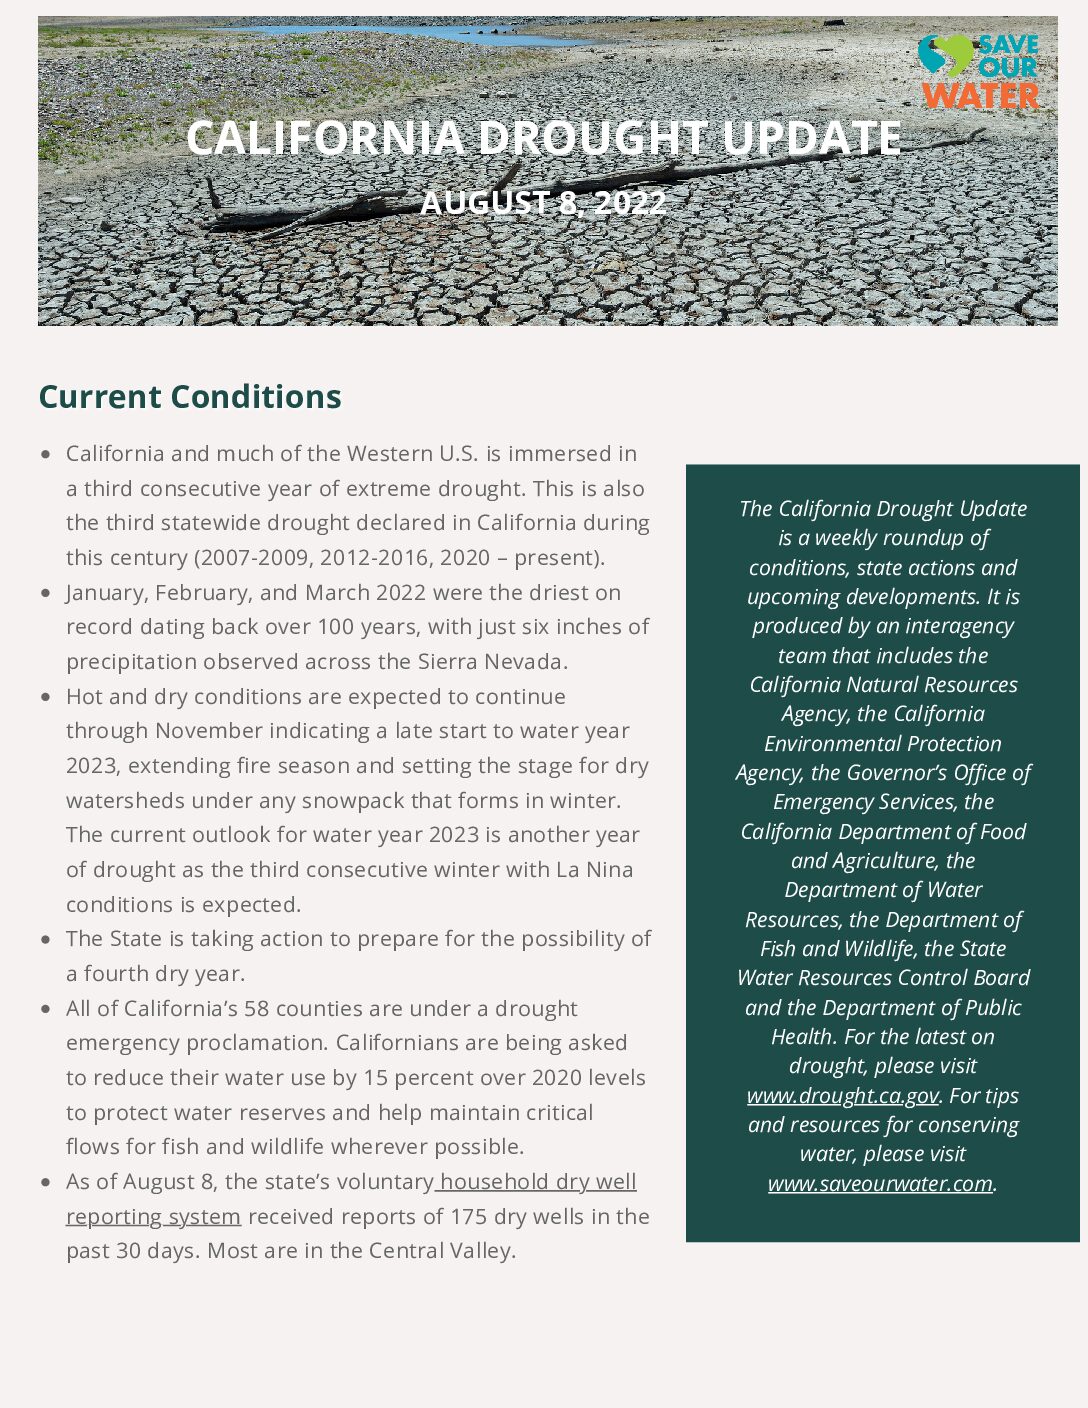 SAVE
OUR
WATER
CALIFORNIA DROUGHT UPDATE
AUGUST 8, 2022
Current Conditions
• California and much of the Western U.S. is immersed in
a third consecutive year of extreme drought. This is also
the third statewide drought declared in California during
this century (2007-2009, 2012-2016, 2020 – present).
• January, February, and March 2022 were the driest on
record dating back over 100 years, with just six inches of
precipitation observed across the Sierra Nevada.
• Hot and dry conditions are expected to continue
through November indicating a late start to water year
2023, extending fire season and setting the stage for dry
watersheds under any snowpack that forms in winter.
The current outlook for water year 2023 is another year
of drought as the third consecutive winter with La Nina
conditions is expected.
• The State is taking action to prepare for the possibility of
a fourth dry year.
• All of California’s 58 counties are under a drought
emergency proclamation. Californians are being asked
to reduce their water use by 15 percent over 2020 levels
to protect water reserves and help maintain critical
flows for fish and wildlife wherever possible.
• As of August 8, the state’s voluntary household dry well
reporting system received reports of 175 dry wells in the
past 30 days. Most are in the Central Valley.
The California Drought Update
is a weekly roundup of
conditions, state actions and
upcoming developments. It is
produced by an interagency
team that includes the
California Natural Resources
Agency, the California
Environmental Protection
Agency, the Governor’s Office of
Emergency Services, the
California Department of Food
and Agriculture, the
Department of Water
Resources, the Department of
Fish and Wildlife, the State
Water Resources Control Board
and the Department of Public
Health. For the latest on
drought, please visit
www.drought.ca.gov. For tips
and resources for conserving
water, please visit
www.saveourwater.com.